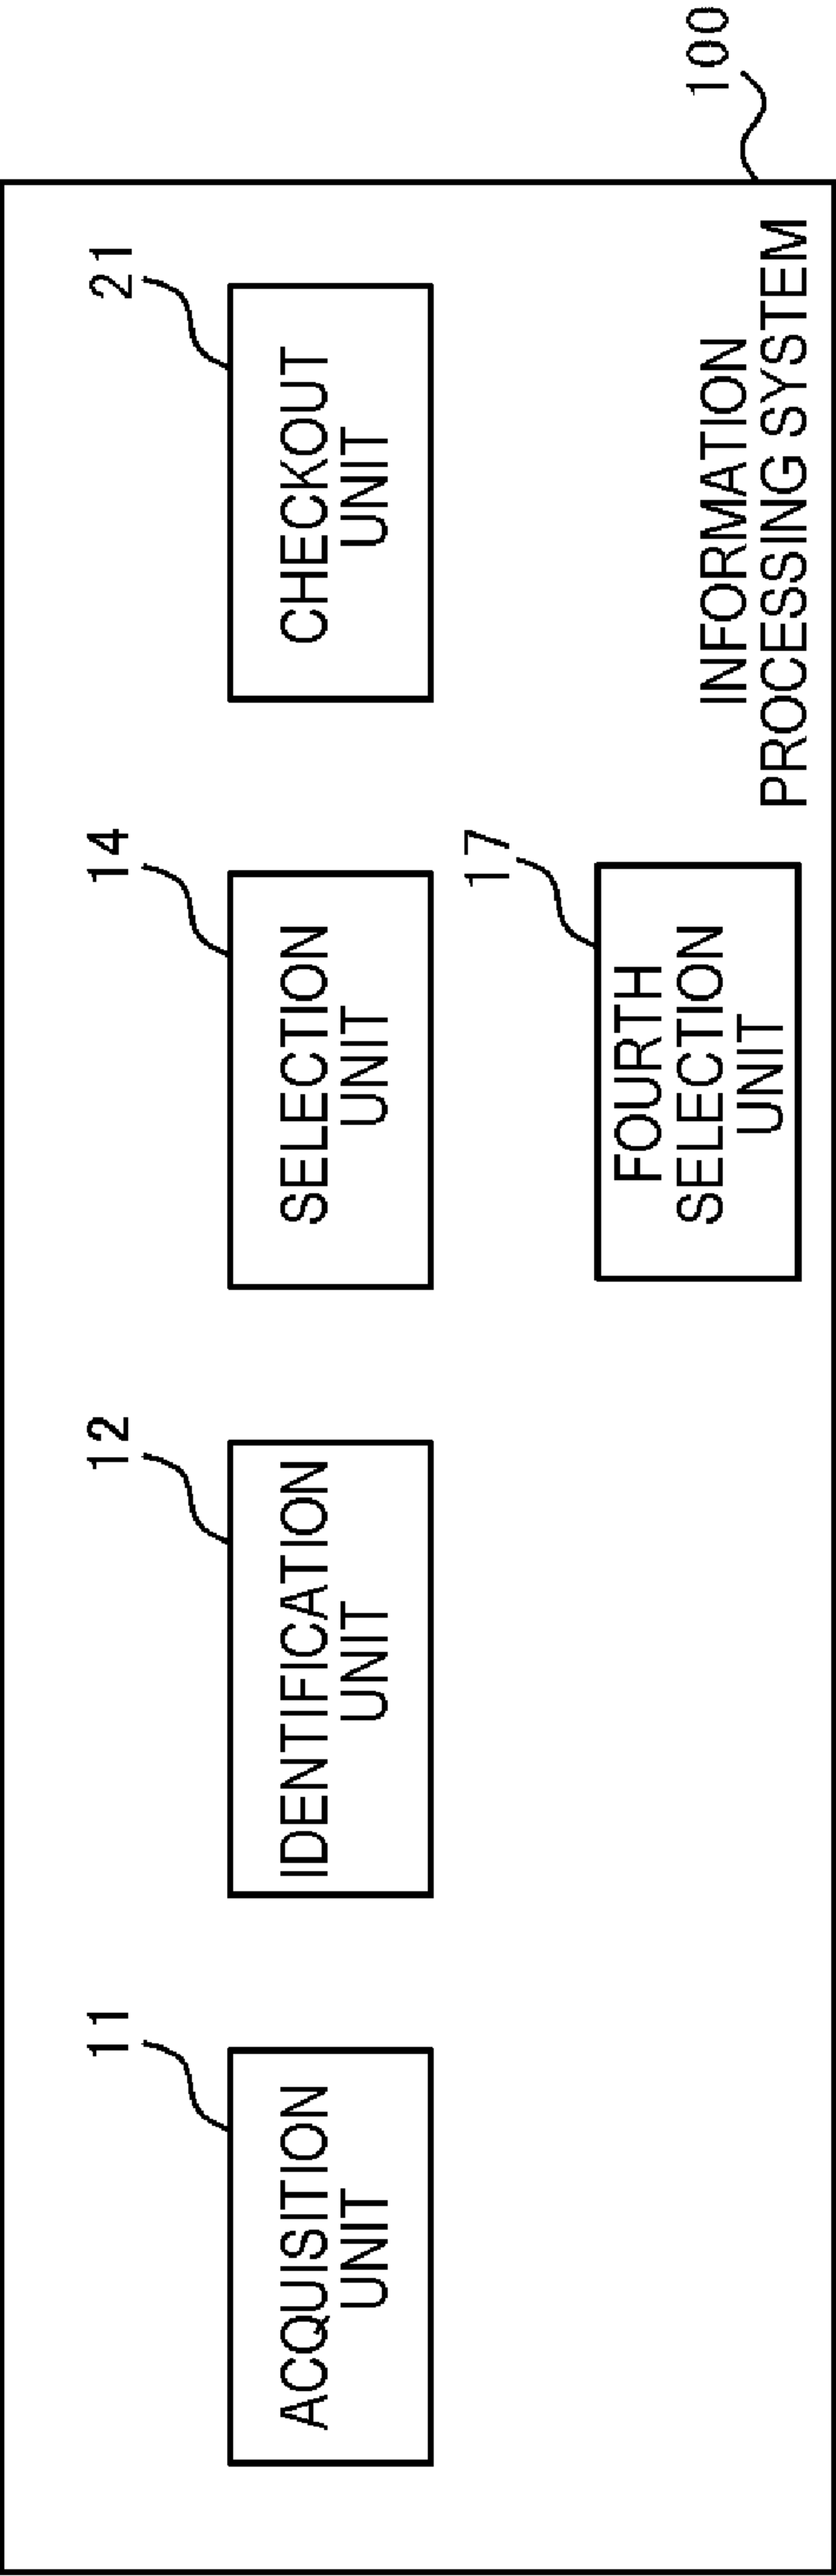 11
ACQUISITION
UNIT
12
IDENTIFICATION
UNIT
14
SELECTION
UNIT
21
CHECKOUT
UNIT
17
FOURTH
SELECTION
UNIT
INFORMATION
PROCESSING SYSTEM
100